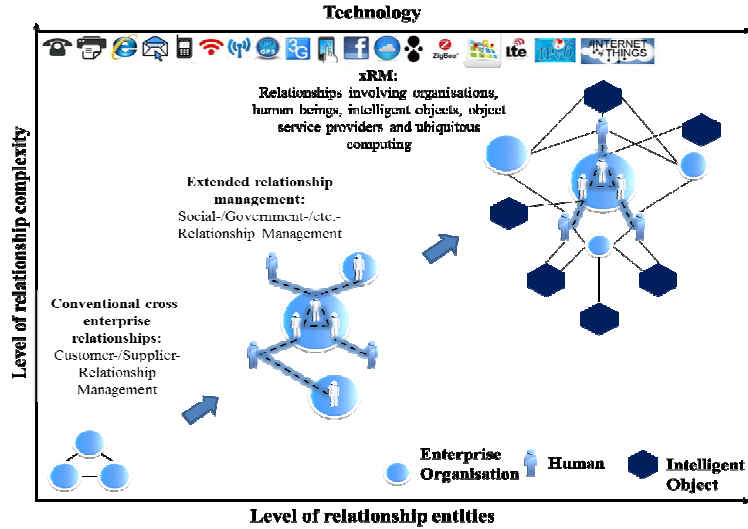 Technology
GPS
3G
ZigBee
Lte
IPv6
INTERNET
OF THINGS
xRM:
Relationships involving organisations,
human beings, intelligent objects, object
service providers and ubiquitous
computing
Extended relationship
management:
Social-/Government-/etc.-
Relationship Management
Conventional cross
enterprise
relationships:
Customer-/Supplier-
Relationship
Management
Level of relationship complexity
Enterprise
Organisation
Human
Intelligent
Object
Level of relationship entities